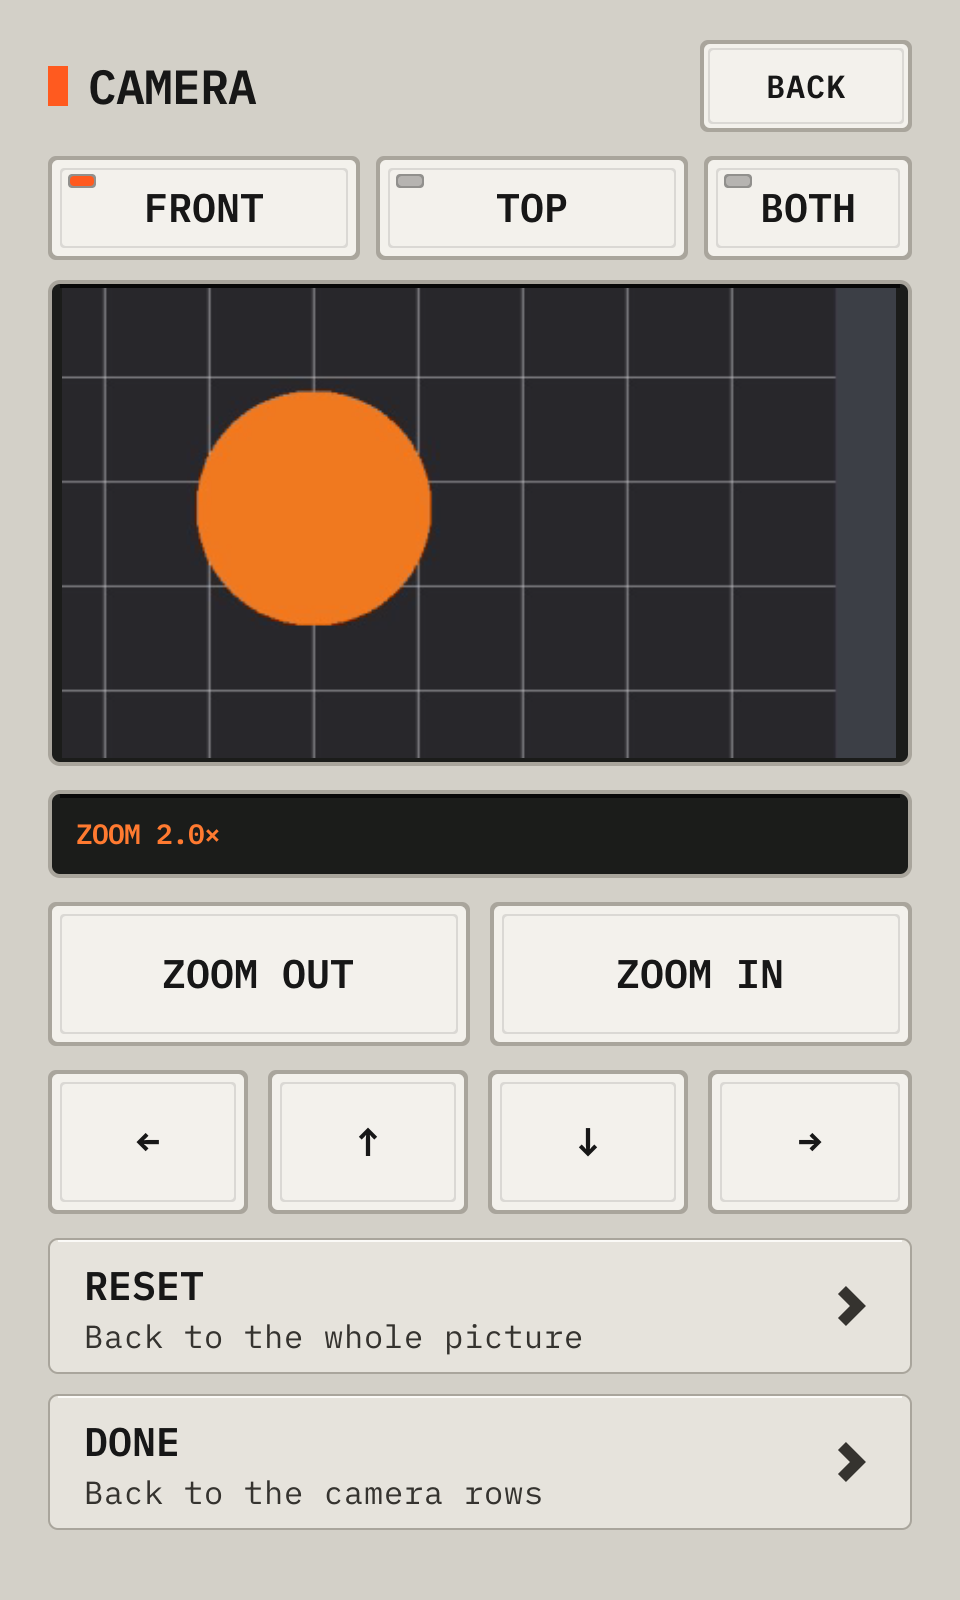 CAMERA
BACK
FRONT
TOP
BOTH
ZOOM 2.0×
ZOOM OUT
ZOOM IN
← ↑ ↓ →
RESET
Back to the whole picture
DONE
Back to the camera rows